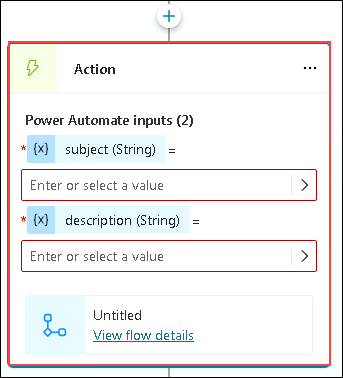 Action
Power Automate inputs (2)
* {x} subject (String) =
Enter or select a value
* {x} description (String) =
Enter or select a value
Untitled
View flow details